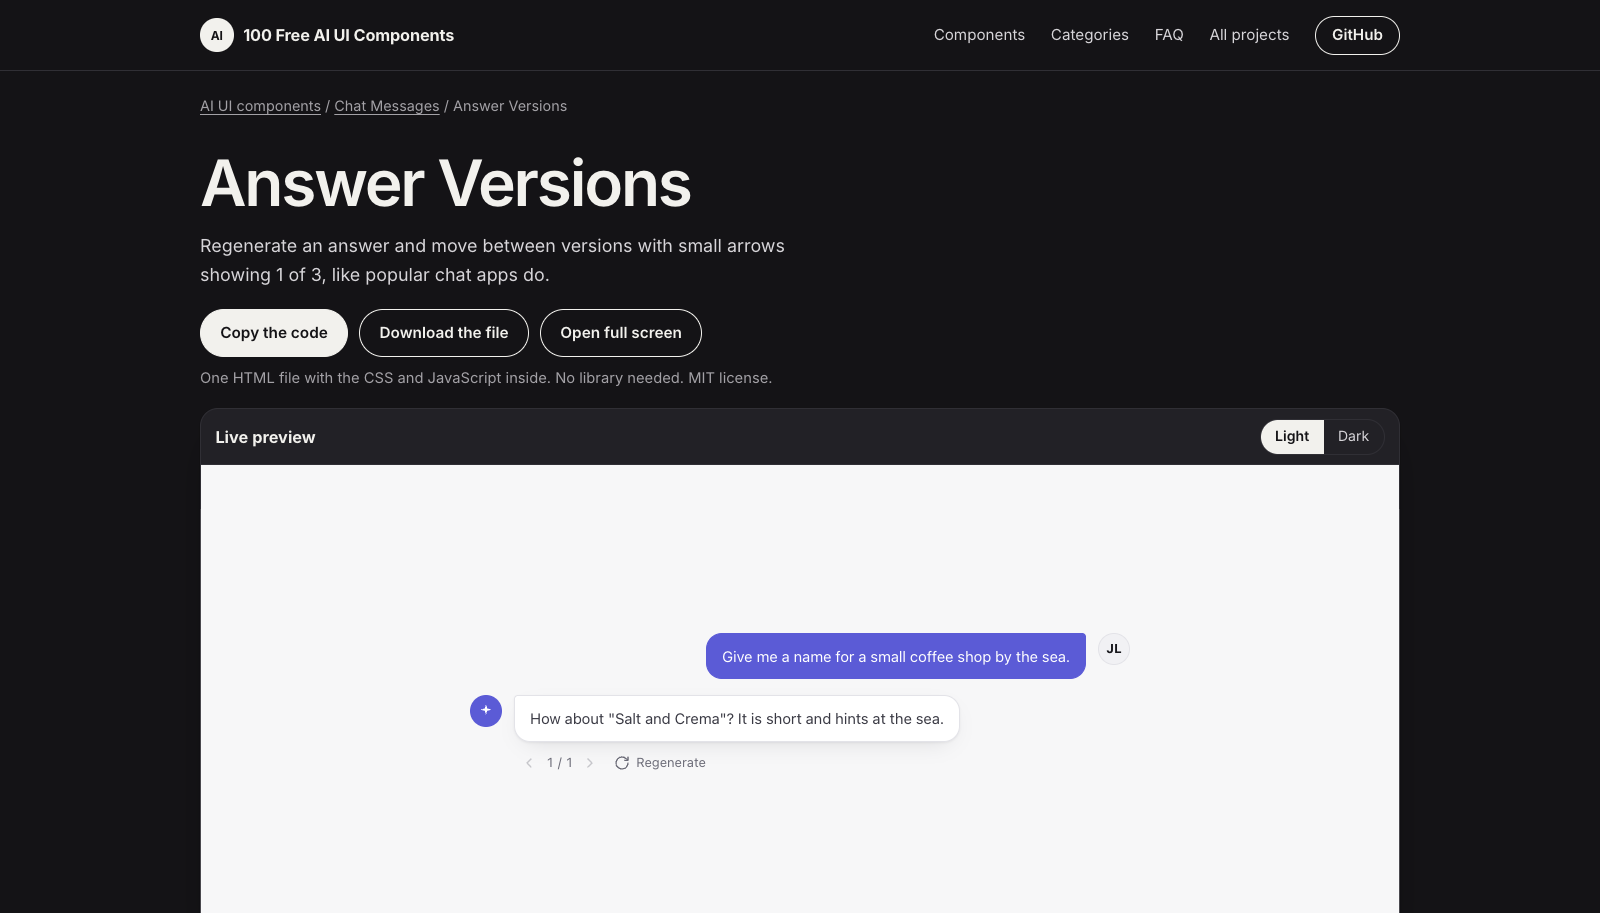 AI
100 Free AI UI Components
Components
Categories
FAQ
All projects
GitHub
AI UI components / Chat Messages / Answer Versions
Answer Versions
Regenerate an answer and move between versions with small arrows
showing 1 of 3, like popular chat apps do.
Copy the code
Download the file
Open full screen
One HTML file with the CSS and JavaScript inside. No library needed. MIT license.
Live preview
Light
Dark
Give me a name for a small coffee shop by the sea.
JL
How about "Salt and Crema"? It is short and hints at the sea.
1 / 1
Regenerate